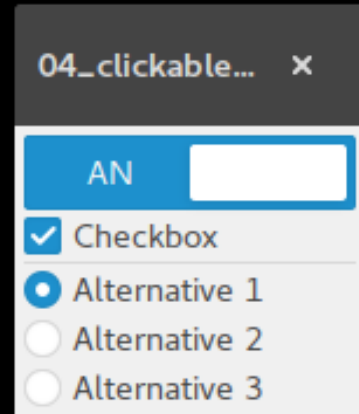 04_clickable...
AN
Checkbox
Alternative 1
Alternative 2
Alternative 3